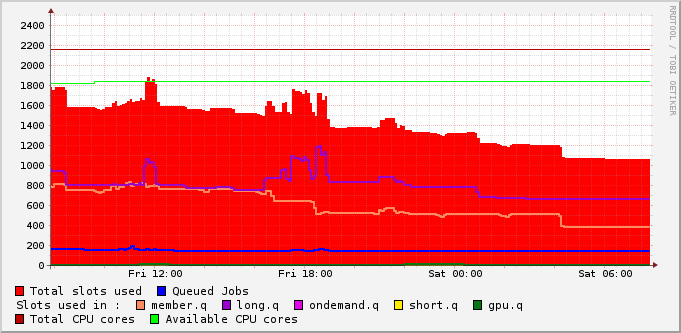 RRDTOOL / TOBI OETIKER
2400
2200
2000
1800
1600
1400
1200
1000
800
600
400
200
0
Fri 12:00 Fri 18:00 Sat 00:00 Sat 06:00
Total slots used Queued Jobs
Slots used in : member.q long.q ondemand.q short.q gpu.q
Total CPU cores Available CPU cores